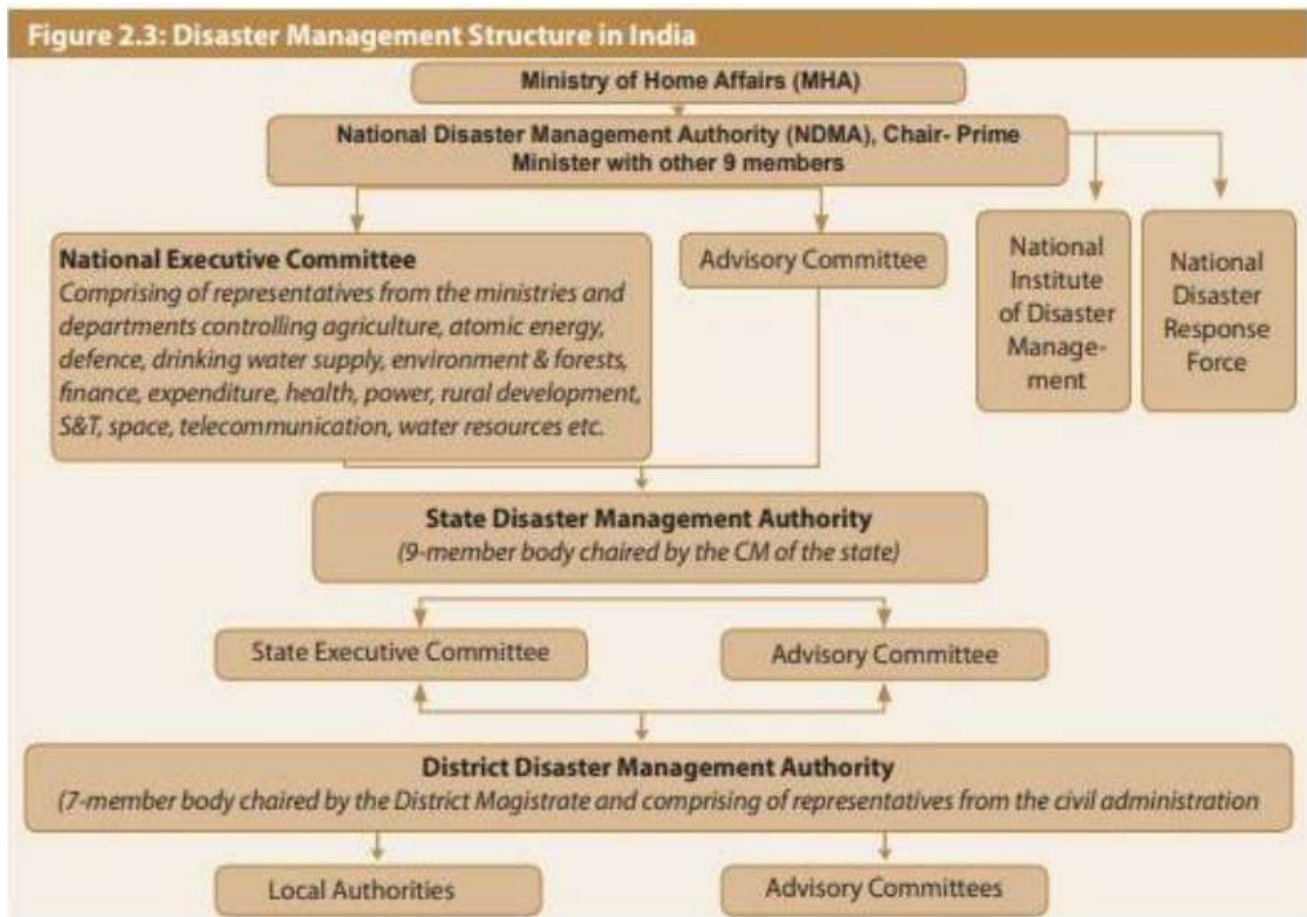 Figure 2.3: Disaster Management Structure in India
Ministry of Home Affairs (MHA)
National Disaster Management Authority (NDMA), Chair- Prime
Minister with other 9 members
National Executive Committee
Comprising of representatives from the ministries and
departments controlling agriculture, atomic energy,
defence, drinking water supply, environment & forests,
finance, expenditure, health, power, rural development,
S&T, space, telecommunication, water resources etc.
Advisory Committee
National
Institute
of Disaster
Manage-
ment
National
Disaster
Response
Force
State Disaster Management Authority
(9-member body chaired by the CM of the state)
State Executive Committee
Advisory Committee
District Disaster Management Authority
(7-member body chaired by the District Magistrate and comprising of representatives from the civil administration
Local Authorities
Advisory Committees